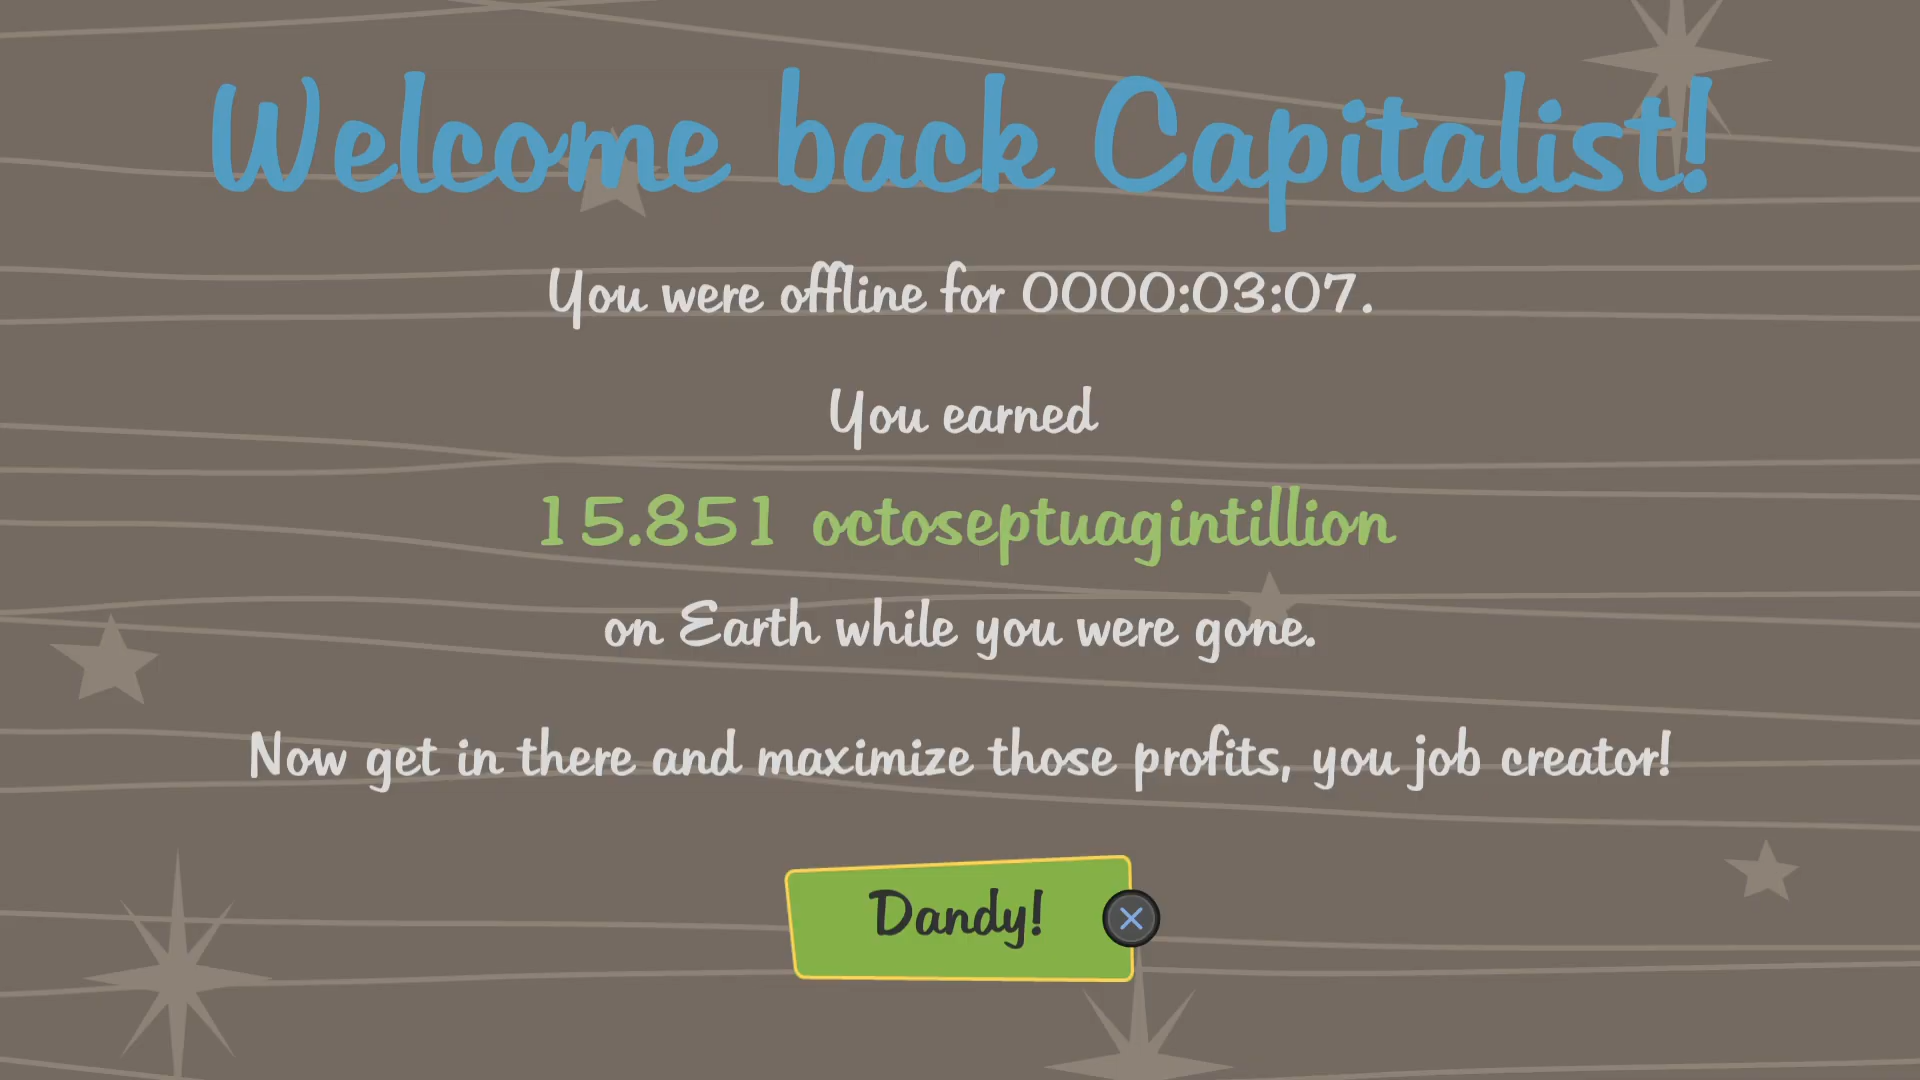 Welcome back Capitalist!
You were offline for 0000:03:07.
You earned
15.851 octoseptuagintillion
on Earth while you were gone.
Now get in there and maximize those profits, you job creator!
Dandy!